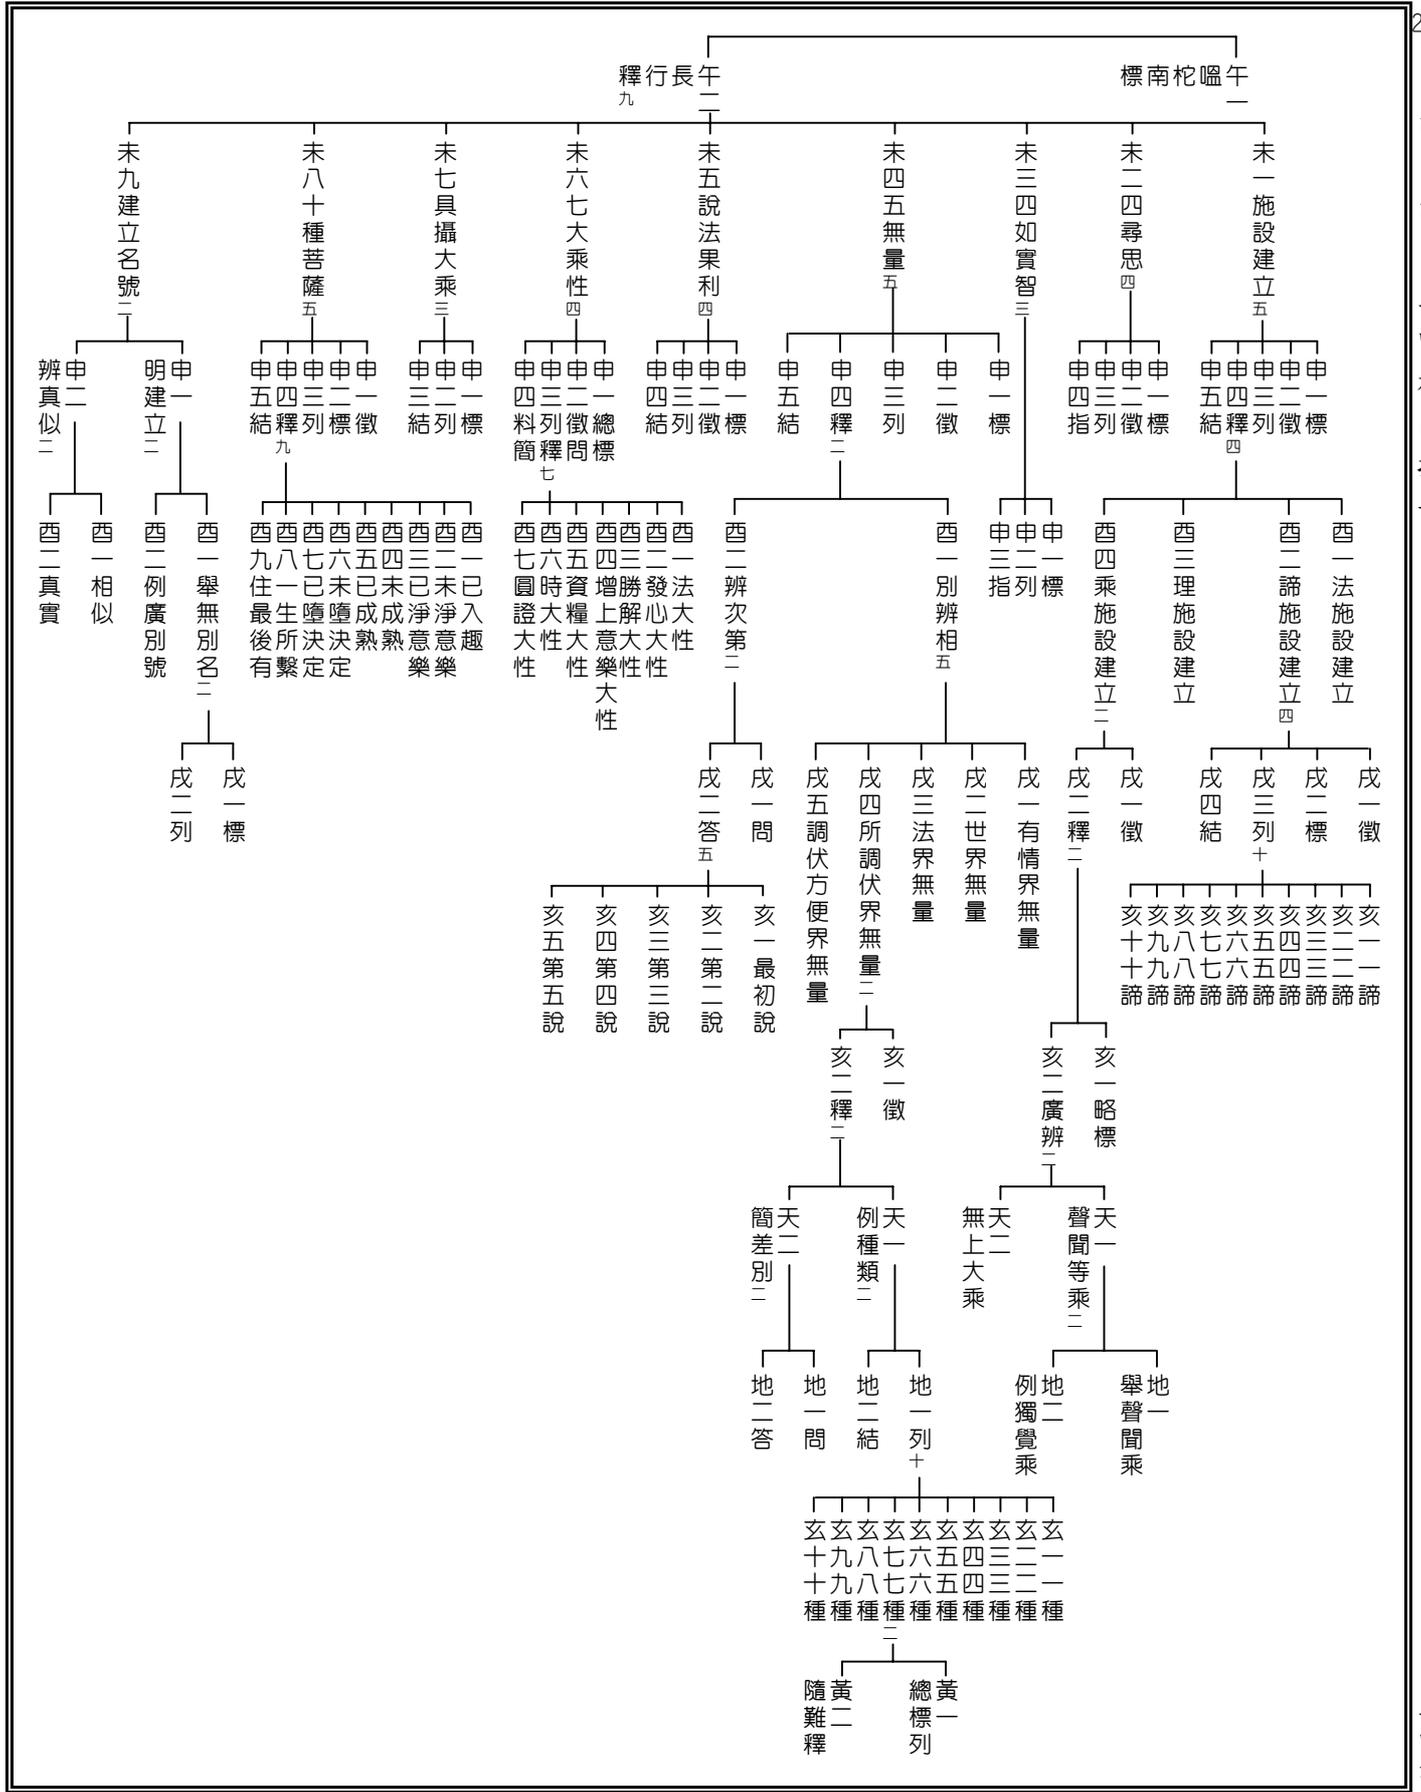 午一
嗢柁南標
午二
長行釋九
未一施設建立五
未二四尋思四
未三四如實智三
未四五無量五
未五說法果利四
未六七大乘性四
未七具攝大乘三
未八十種菩薩五
未九建立名號二
申一標
申二徵
申三列
申四釋四
申五結
申一標
申二徵
申三列
申四指
申一標
申二徵
申三列
申四釋二
申五結
申一標
申二徵
申三列
申四結
申一總標
申二徵問
申三列釋七
申四料簡
申一標
申二列
申三結
申一徵
申二標
申三列
申四釋九
申五結
申一
明建立二
申二
辨真似二
酉一法施設建立
酉二諦施設建立四
酉三理施設建立
酉四乘施設建立二
申一標
申二列
申三指
酉一別辨相五
酉二辨次第二
酉一法大性
酉二發心大性
酉三勝解大性
酉四增上意樂大性
酉五資糧大性
酉六時大性
酉七圓證大性
酉一已入趣
酉二未淨意樂
酉三已淨意樂
酉四未成熟
酉五已成熟
酉六未墮決定
酉七已墮決定
酉八一生所繫
酉九住最後有
酉一舉無別名二
酉二例廣別號
酉一相似
酉二真實
戌一徵
戌二標
戌三列十
戌四結
戌一徵
戌二釋二
戌一有情界無量
戌二世界無量
戌三法界無量
戌四所調伏界無量二
戌五調伏方便界無量
戌一問
戌二答五
戌一標
戌二列
亥一一諦
亥二二諦
亥三三諦
亥四四諦
亥五五諦
亥六六諦
亥七七諦
亥八八諦
亥九九諦
亥十十諦
亥一最初說
亥二第二說
亥三第三說
亥四第四說
亥五第五說
亥一略標
亥二廣辨二
亥一徵
亥二釋二
天一
聲聞等乘二
天二
無上大乘
天一
例種類二
天二
簡差別二
地一
舉聲聞乘
地二
例獨覺乘
地一列十
地二結
地一問
地二答
玄一一種
玄二二種
玄三三種
玄四四種
玄五五種
玄六六種
玄七七種二
玄八八種
玄九九種
玄十十種
黃一
總標列
黃二
隨難釋